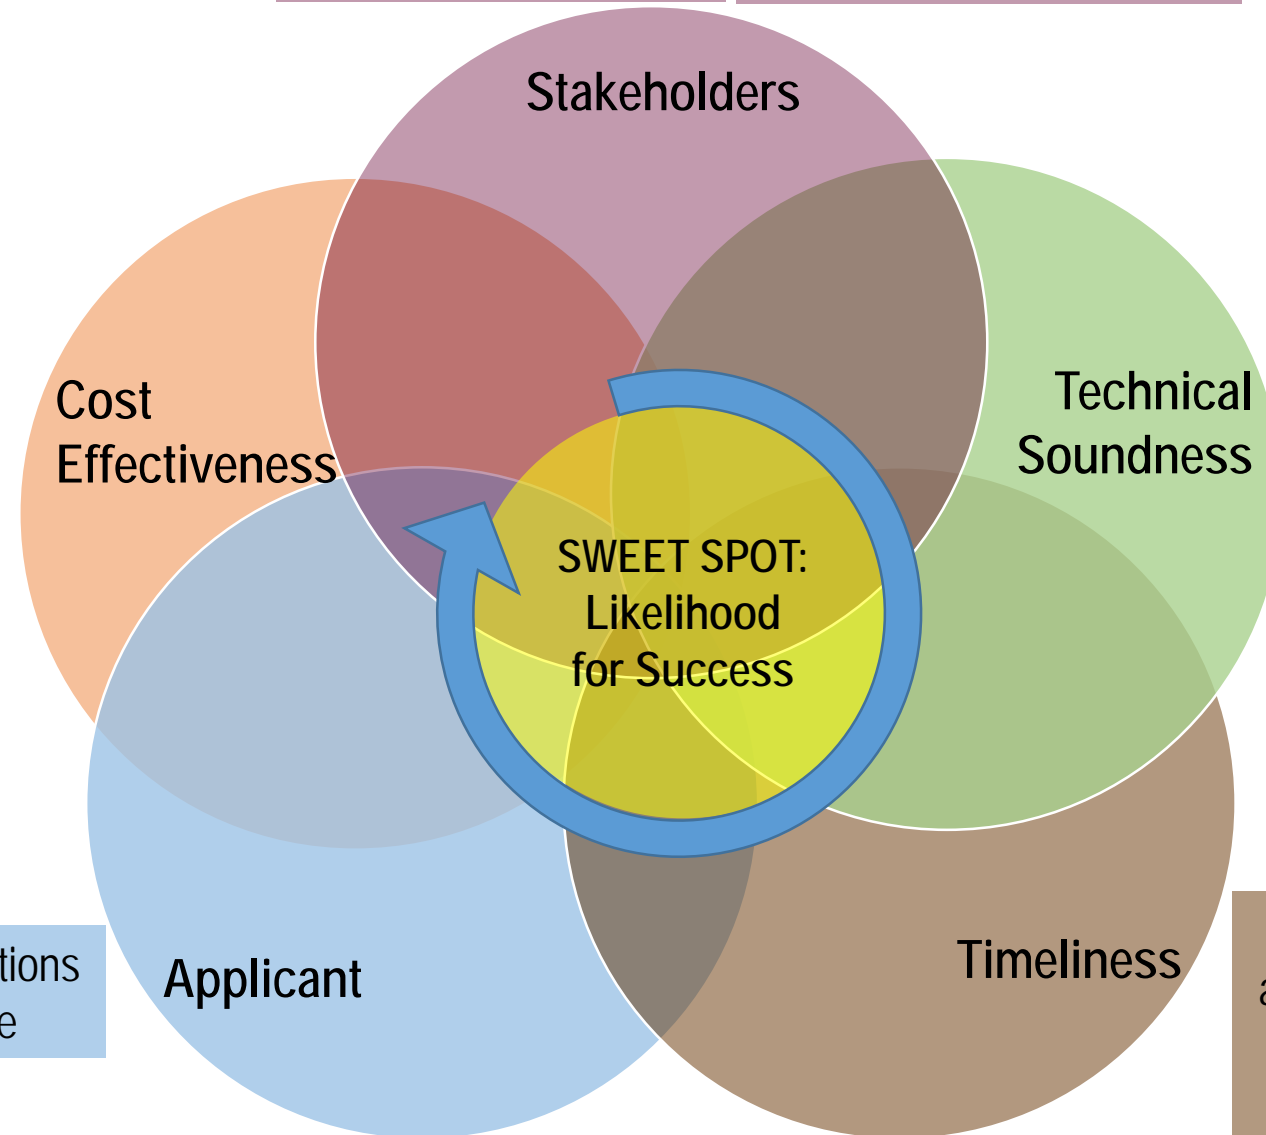 Stakeholders
Cost
Effectiveness
Technical
Soundness
SWEET SPOT:
Likelihood
for Success
Applicant
Timeliness